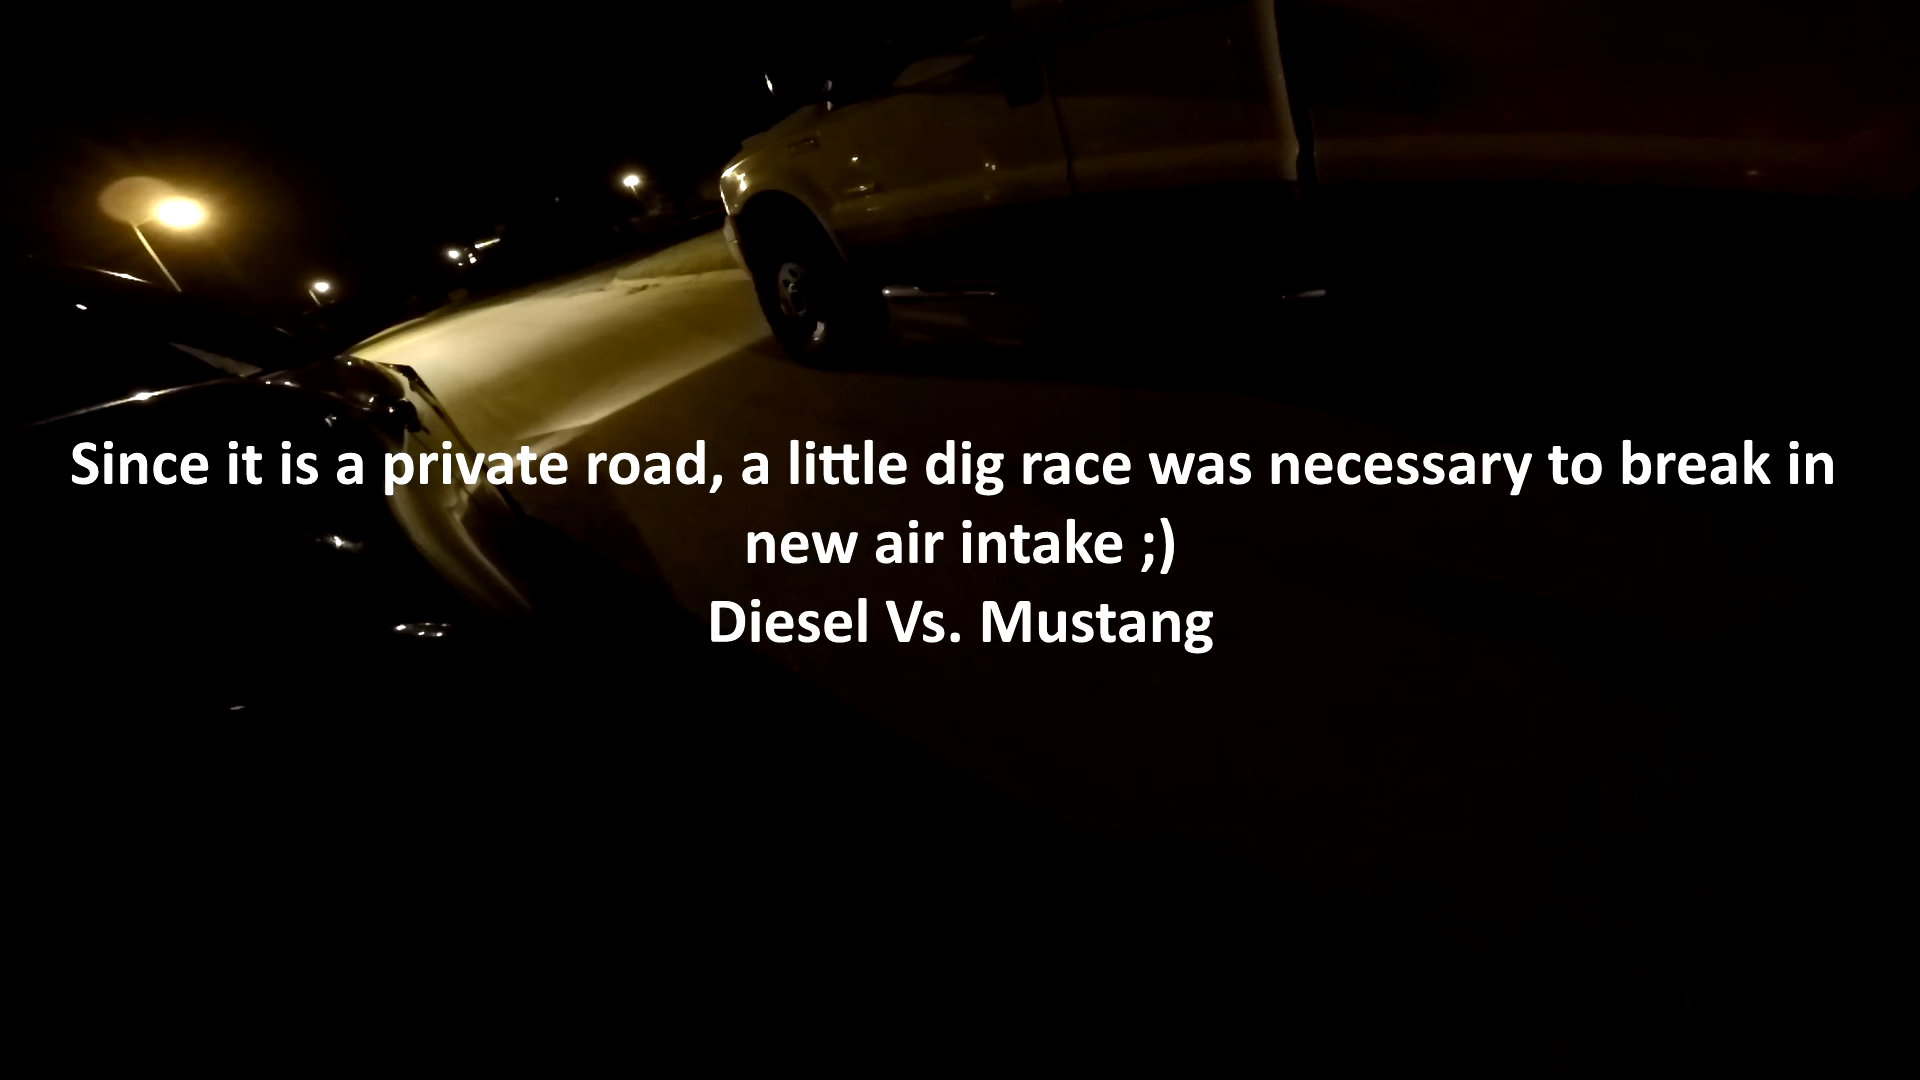 Since it is a private road, a little dig race was necessary to break in
new air intake ;)
Diesel Vs. Mustang